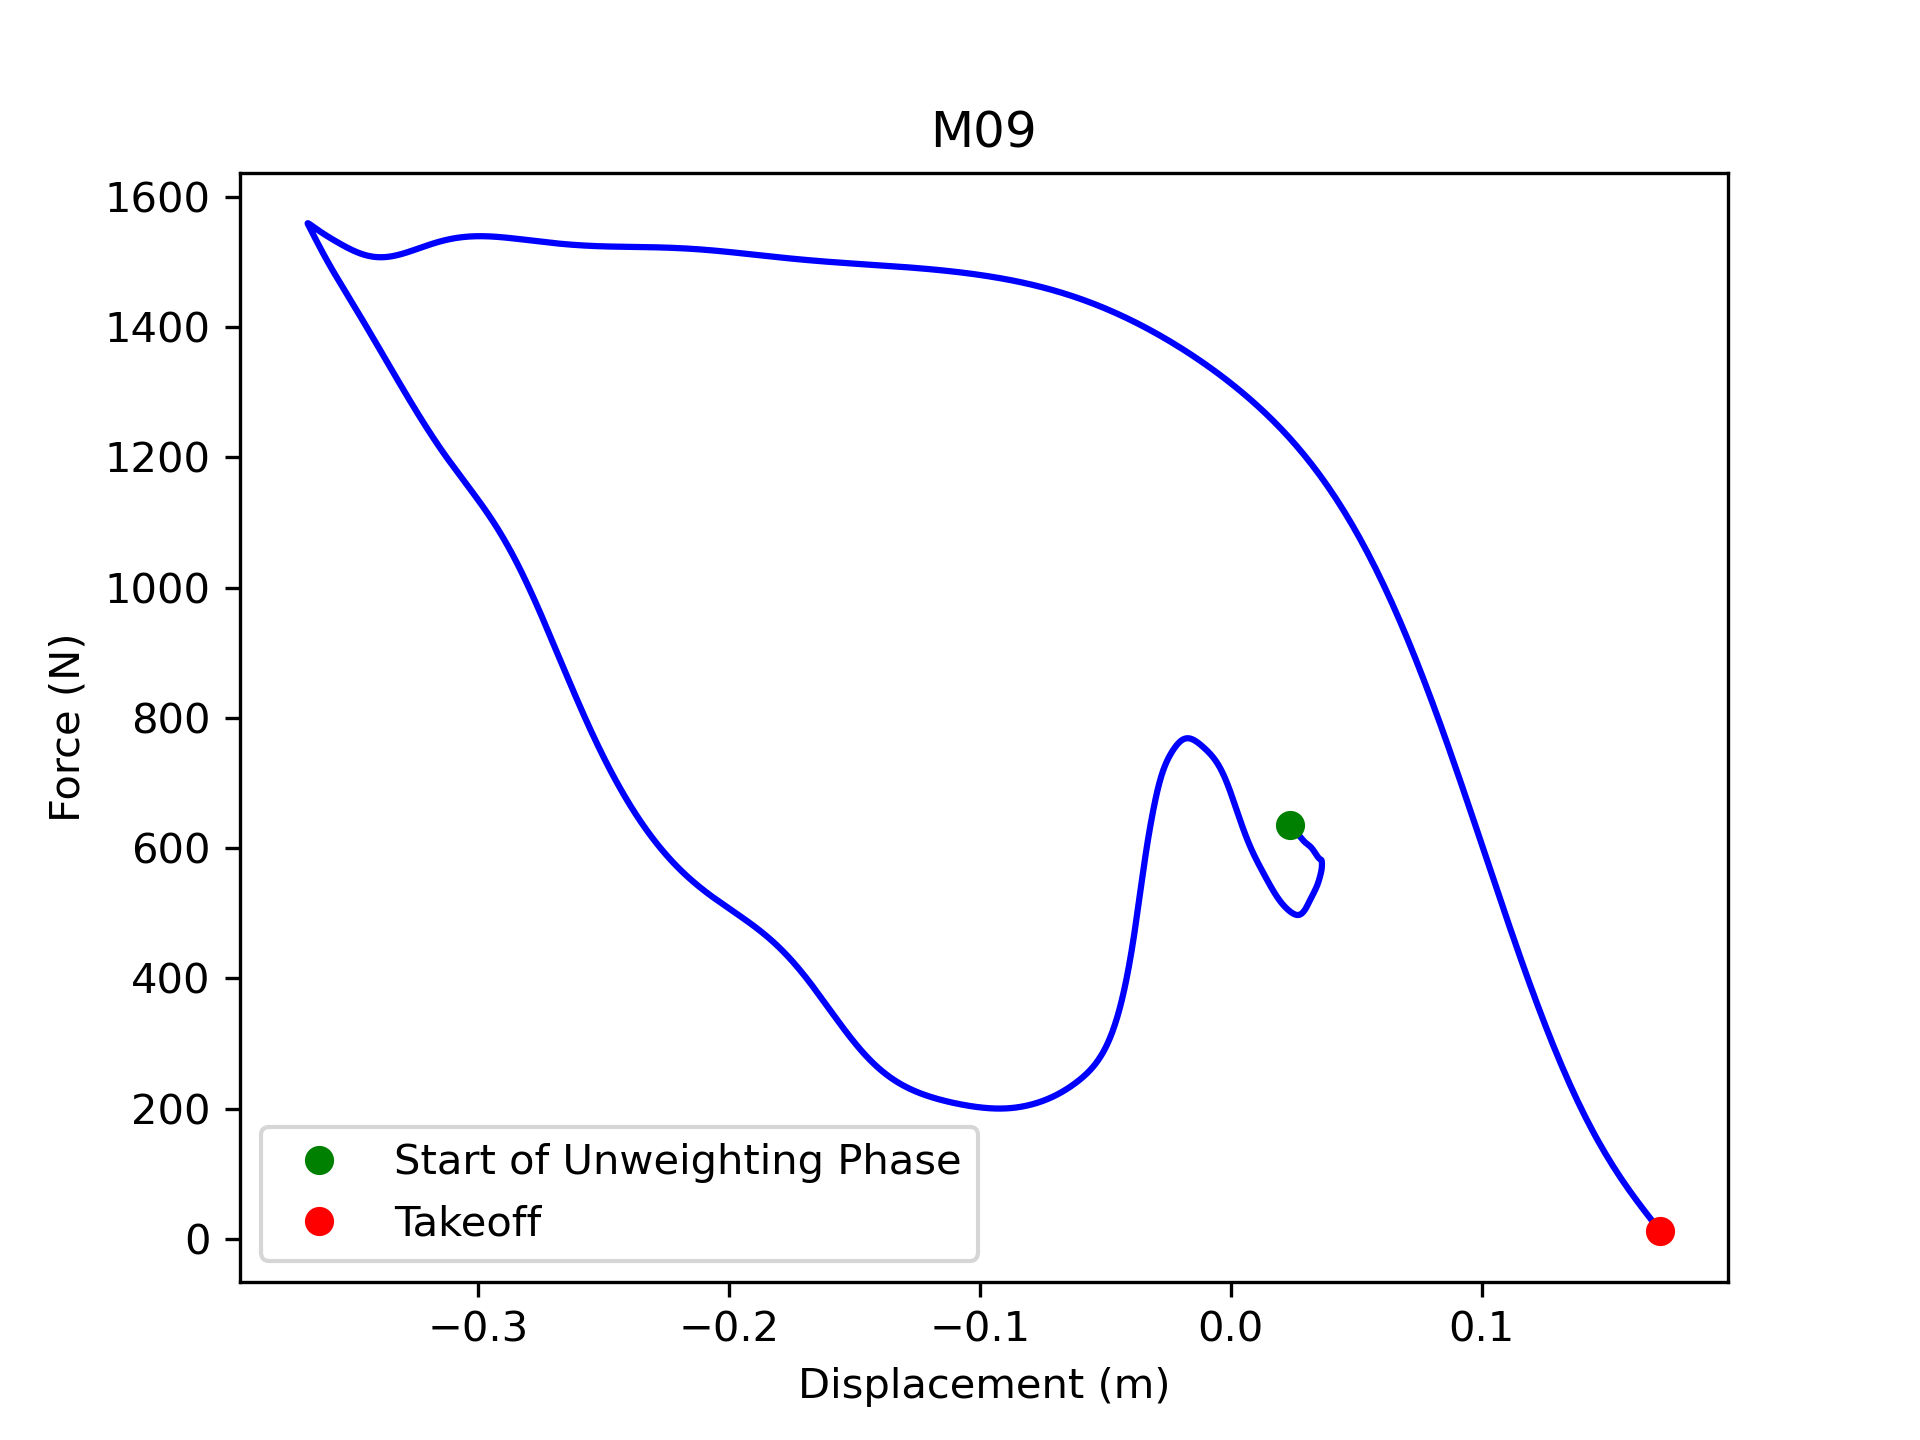 M09
1600
1400
1200
1000
800
600
400
200
0
Force (N)
Start of Unweighting Phase
Takeoff
−0.3 −0.2 −0.1 0.0 0.1
Displacement (m)